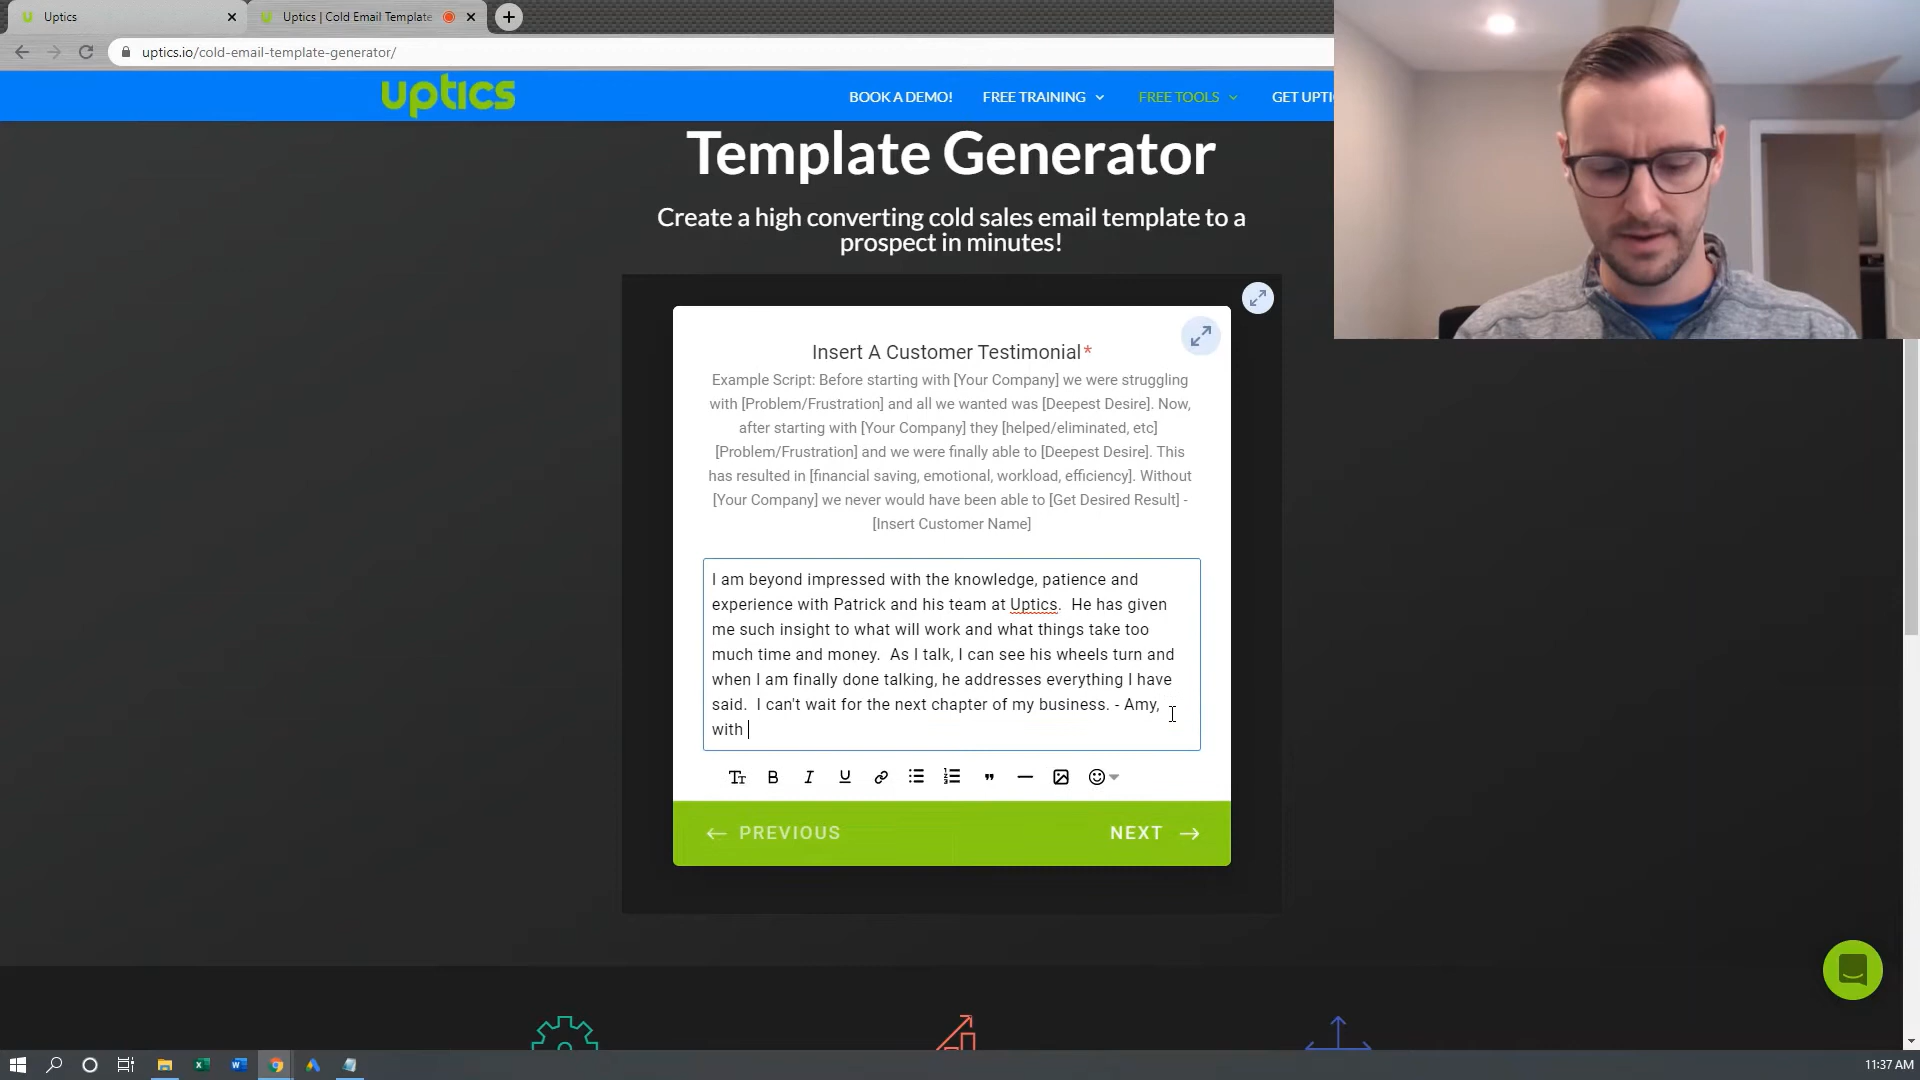 Uptics
Uptics | Cold Email Template
uptics.io/cold-email-template-generator/
uptics
BOOK A DEMO!
FREE TRAINING
FREE TOOLS
GET UPTI
Template Generator
Create a high converting cold sales email template to a
prospect in minutes!
Insert A Customer Testimonial*
Example Script: Before starting with [Your Company] we were struggling
with [Problem/Frustration] and all we wanted was [Deepest Desire]. Now,
after starting with [Your Company] they [helped/eliminated, etc]
[Problem/Frustration] and we were finally able to [Deepest Desire]. This
has resulted in [financial saving, emotional, workload, efficiency]. Without
[Your Company] we never would have been able to [Get Desired Result] -
[Insert Customer Name]
I am beyond impressed with the knowledge, patience and
experience with Patrick and his team at Uptics.  He has given
me such insight to what will work and what things take too
much time and money.  As I talk, I can see his wheels turn and
when I am finally done talking, he addresses everything I have
said.  I can't wait for the next chapter of my business. - Amy,
with
PREVIOUS
NEXT
11:37 AM